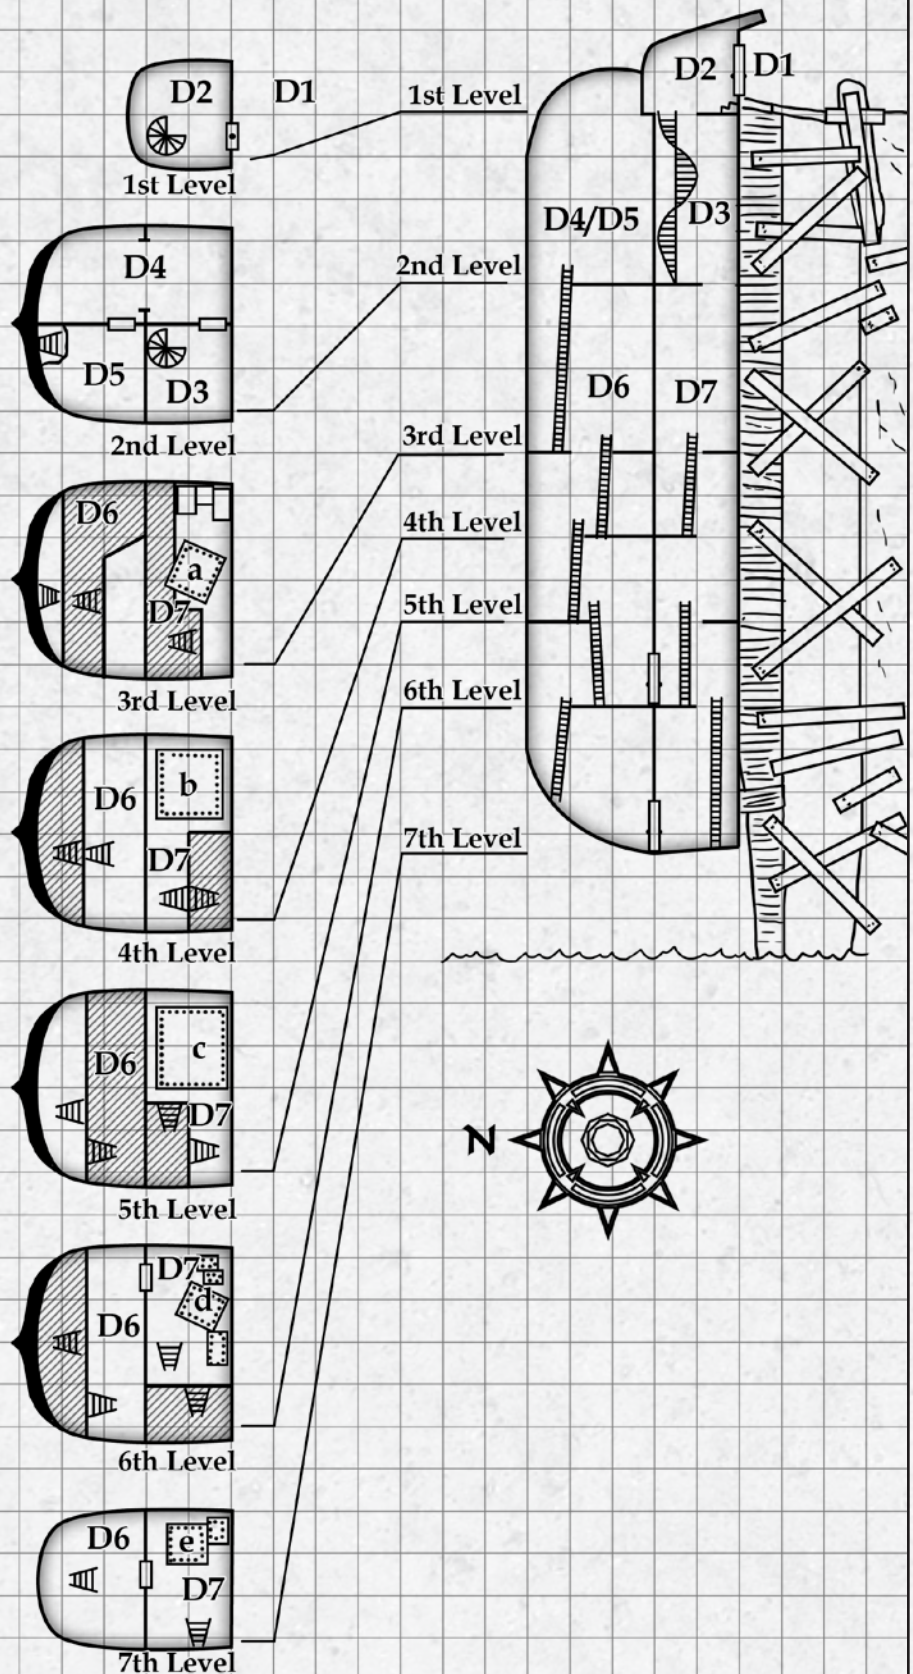 D2
D1
1st Level
D4
D5
D3
2nd Level
D6
a
D7
3rd Level
D6
b
D7
4th Level
D6
c
D7
5th Level
D7
d
D6
6th Level
D6
e
D7
7th Level
D2
D1
1st Level
D4/D5
D3
2nd Level
D6
D7
3rd Level
4th Level
5th Level
6th Level
7th Level
N